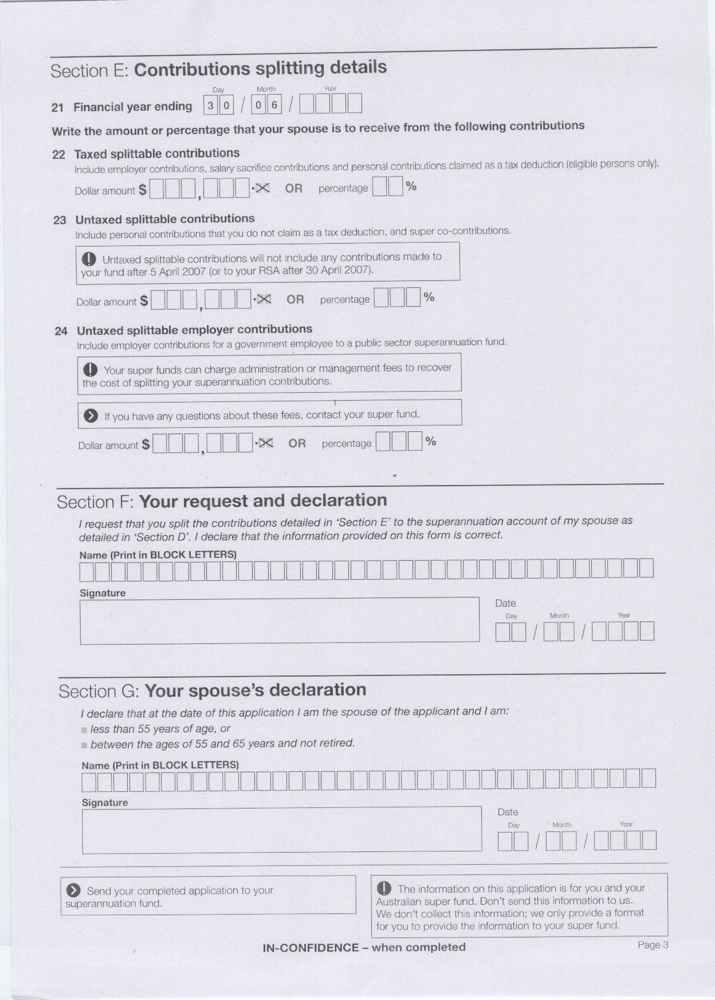 Section E: Contributions splitting details
Day Month Year
21 Financial year ending 30 / 06 /
Write the amount or percentage that your spouse is to receive from the following contributions
22 Taxed splittable contributions
Include employer contributions, salary sacrifice contributions and personal contributions claimed as a tax deduction (eligible persons only).
Dollar amount $ , . OR percentage %
23 Untaxed splittable contributions
Include personal contributions that you do not claim as a tax deduction, and super co-contributions.
Untaxed splittable contributions will not include any contributions made to
your fund after 5 April 2007 (or to your RSA after 30 April 2007).
Dollar amount $ , . OR percentage %
24 Untaxed splittable employer contributions
Include employer contributions for a government employee to a public sector superannuation fund.
Your super funds can charge administration or management fees to recover
the cost of splitting your superannuation contributions.
If you have any questions about these fees, contact your super fund.
Dollar amount $ , . OR percentage %
Section F: Your request and declaration
I request that you split the contributions detailed in ‘Section E’ to the superannuation account of my spouse as
detailed in ‘Section D’. I declare that the information provided on this form is correct.
Name (Print in BLOCK LETTERS)
Signature
Date
Day Month Year
/ /
Section G: Your spouse’s declaration
I declare that at the date of this application I am the spouse of the applicant and I am:
less than 55 years of age, or
between the ages of 55 and 65 years and not retired.
Name (Print in BLOCK LETTERS)
Signature
Date
Day Month Year
/ /
Send your completed application to your
superannuation fund.
The information on this application is for you and your
Australian super fund. Don’t send this information to us.
We don’t collect this information; we only provide a format
for you to provide the information to your super fund.
IN-CONFIDENCE – when completed
Page 3